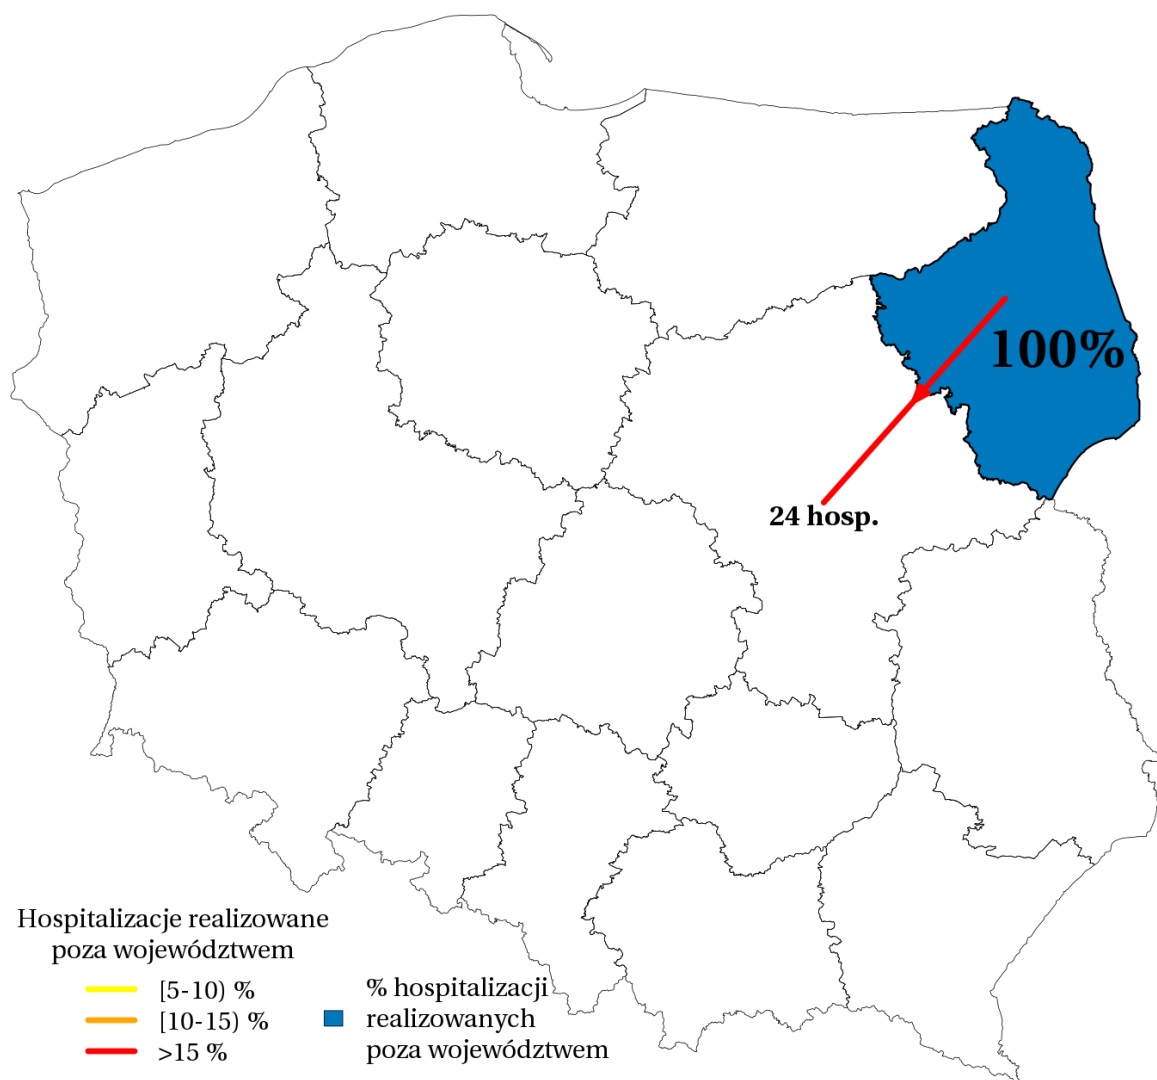 100%
24 hosp.
Hospitalizacje realizowane
poza województwem
[5-10) %
[10-15) %
>15 %
% hospitalizacji
realizowanych
poza województwem